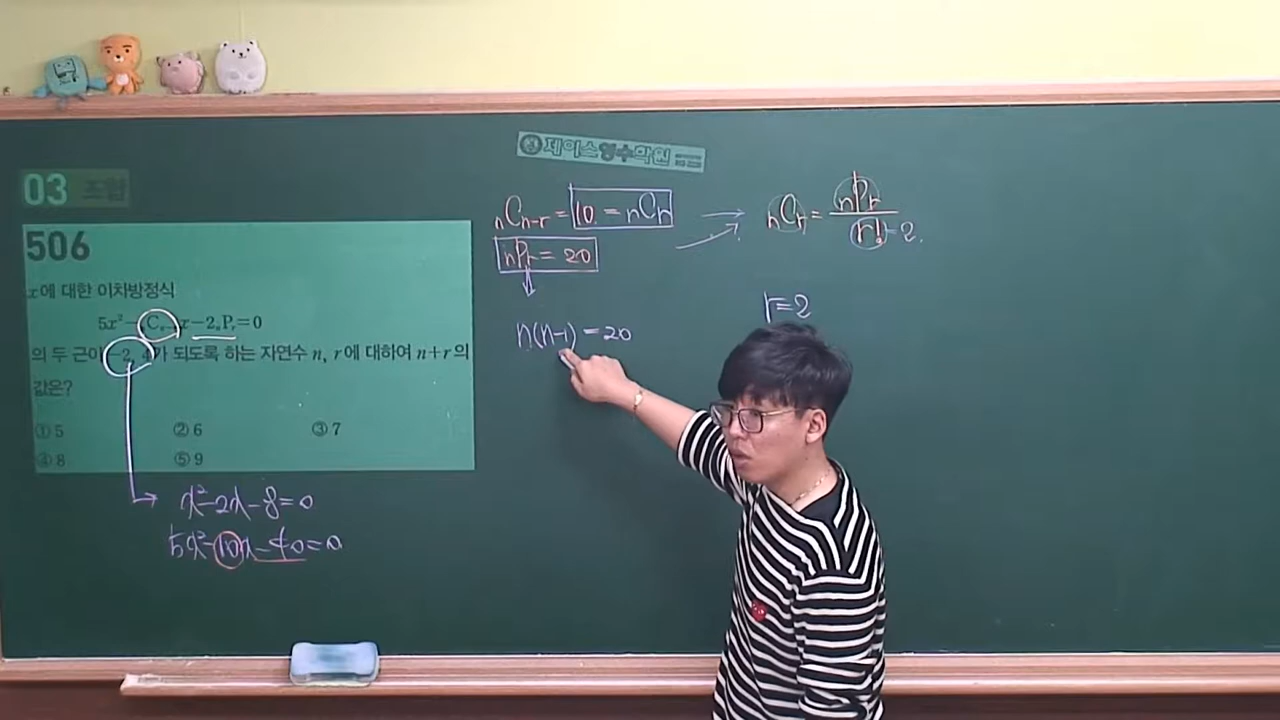 제이스영수학원
03 조합
506
x에 대한 이차방정식
5x²-ₙCₙ₋ᵣx-2ₙPᵣ=0
의 두 근이 -2, 4가 되도록 하는 자연수 n, r에 대하여 n+r의
값은?
① 5 ② 6 ③ 7
④ 8 ⑤ 9
x²-2x-8=0
5x²-10x-40=0
ₙCₙ₋ᵣ = 10 = ₙCᵣ
ₙPᵣ = 20
n(n-1) = 20
ₙCᵣ = ₙPᵣ / r! = 2.
r=2